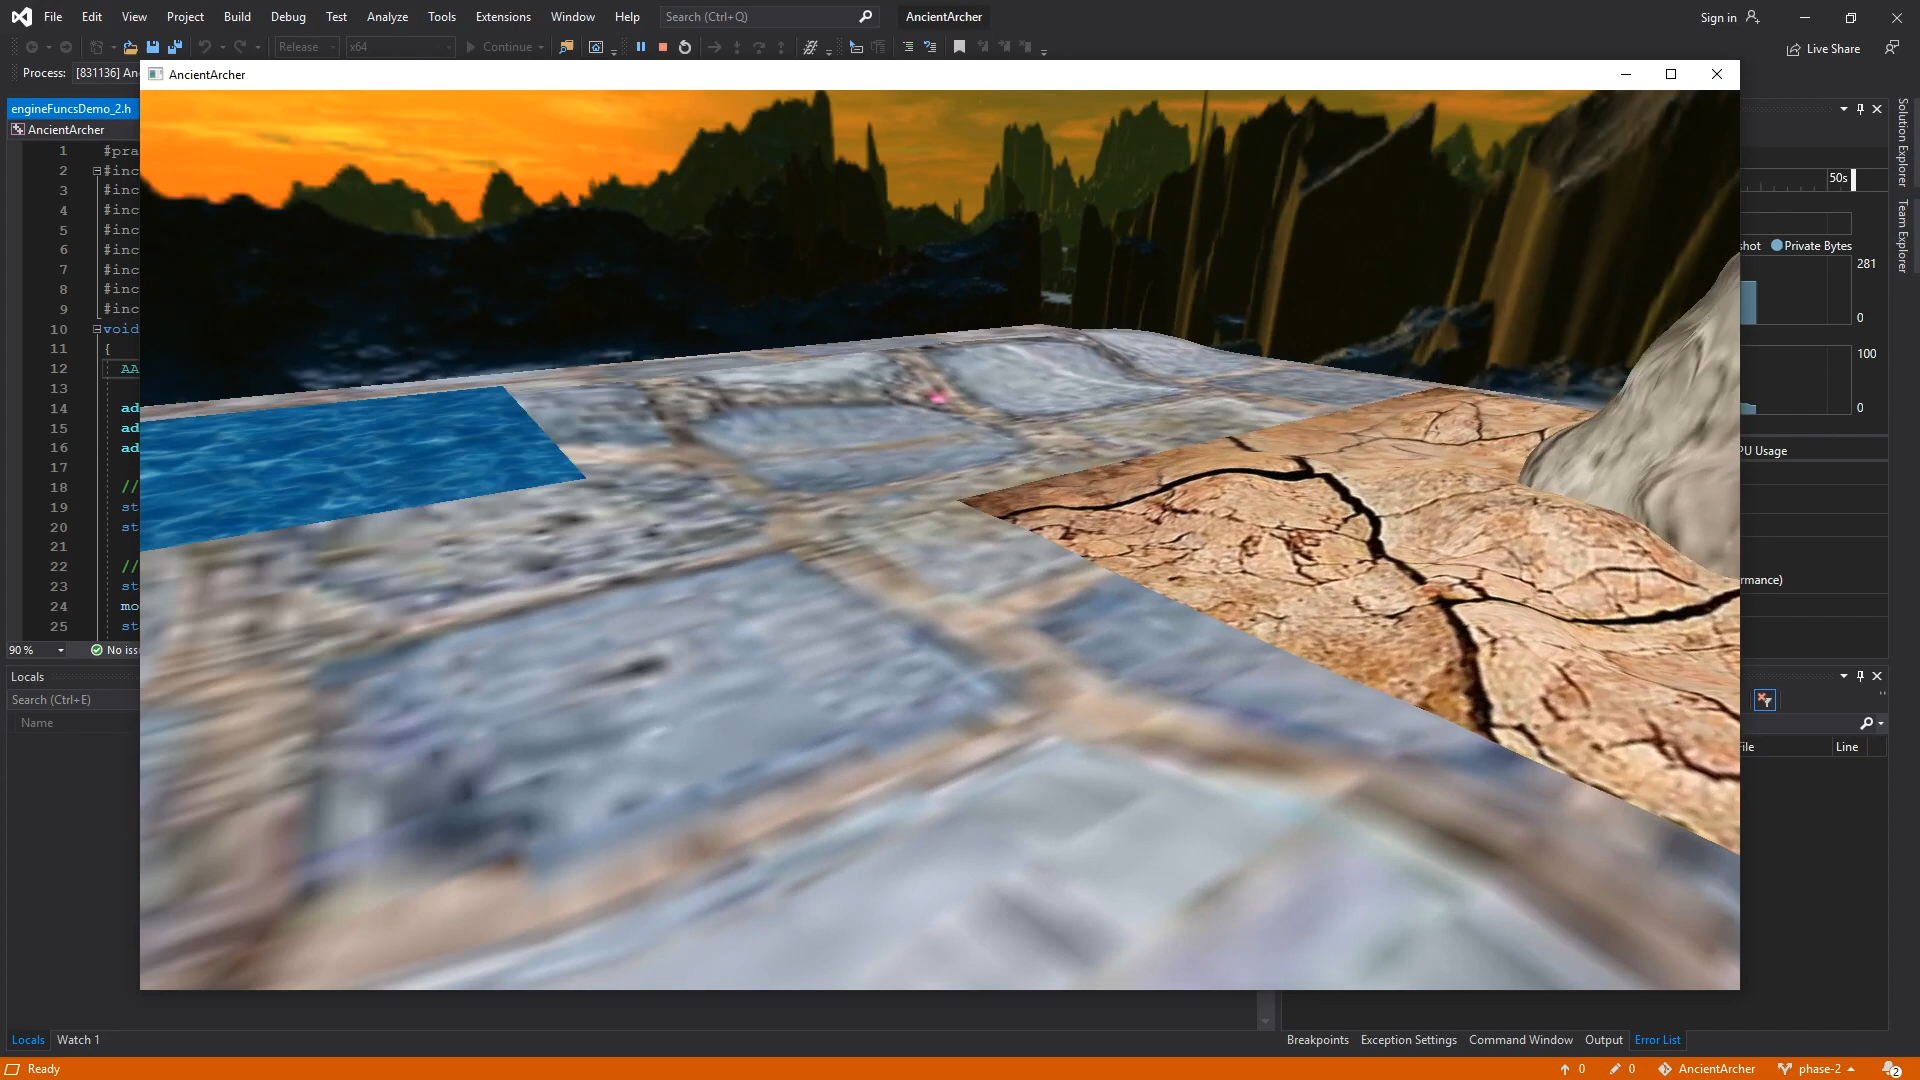 File Edit View Project Build Debug Test Analyze Tools Extensions Window Help Search (Ctrl+Q) AncientArcher Sign in
Release x64 Continue Live Share
Process: [831136] An
AncientArcher
engineFuncsDemo_2.h
AncientArcher
1 #pra
2 #inc
3 #inc
4 #inc
5 #inc
6 #inc
7 #inc
8 #inc
9 #inc
10 void
11 {
12 AA
13
14 ad
15 ad
16 ad
17
18 //
19 st
20 st
21
22 //
23 st
24 mo
25 st
90 % No iss
50s
shot Private Bytes
281
0
100
0
PU Usage
rmance)
Solution Explorer
Team Explorer
Locals
Search (Ctrl+E)
Name
File Line
Locals Watch 1
Breakpoints Exception Settings Command Window Output Error List
Ready 0 0 AncientArcher phase-2 2